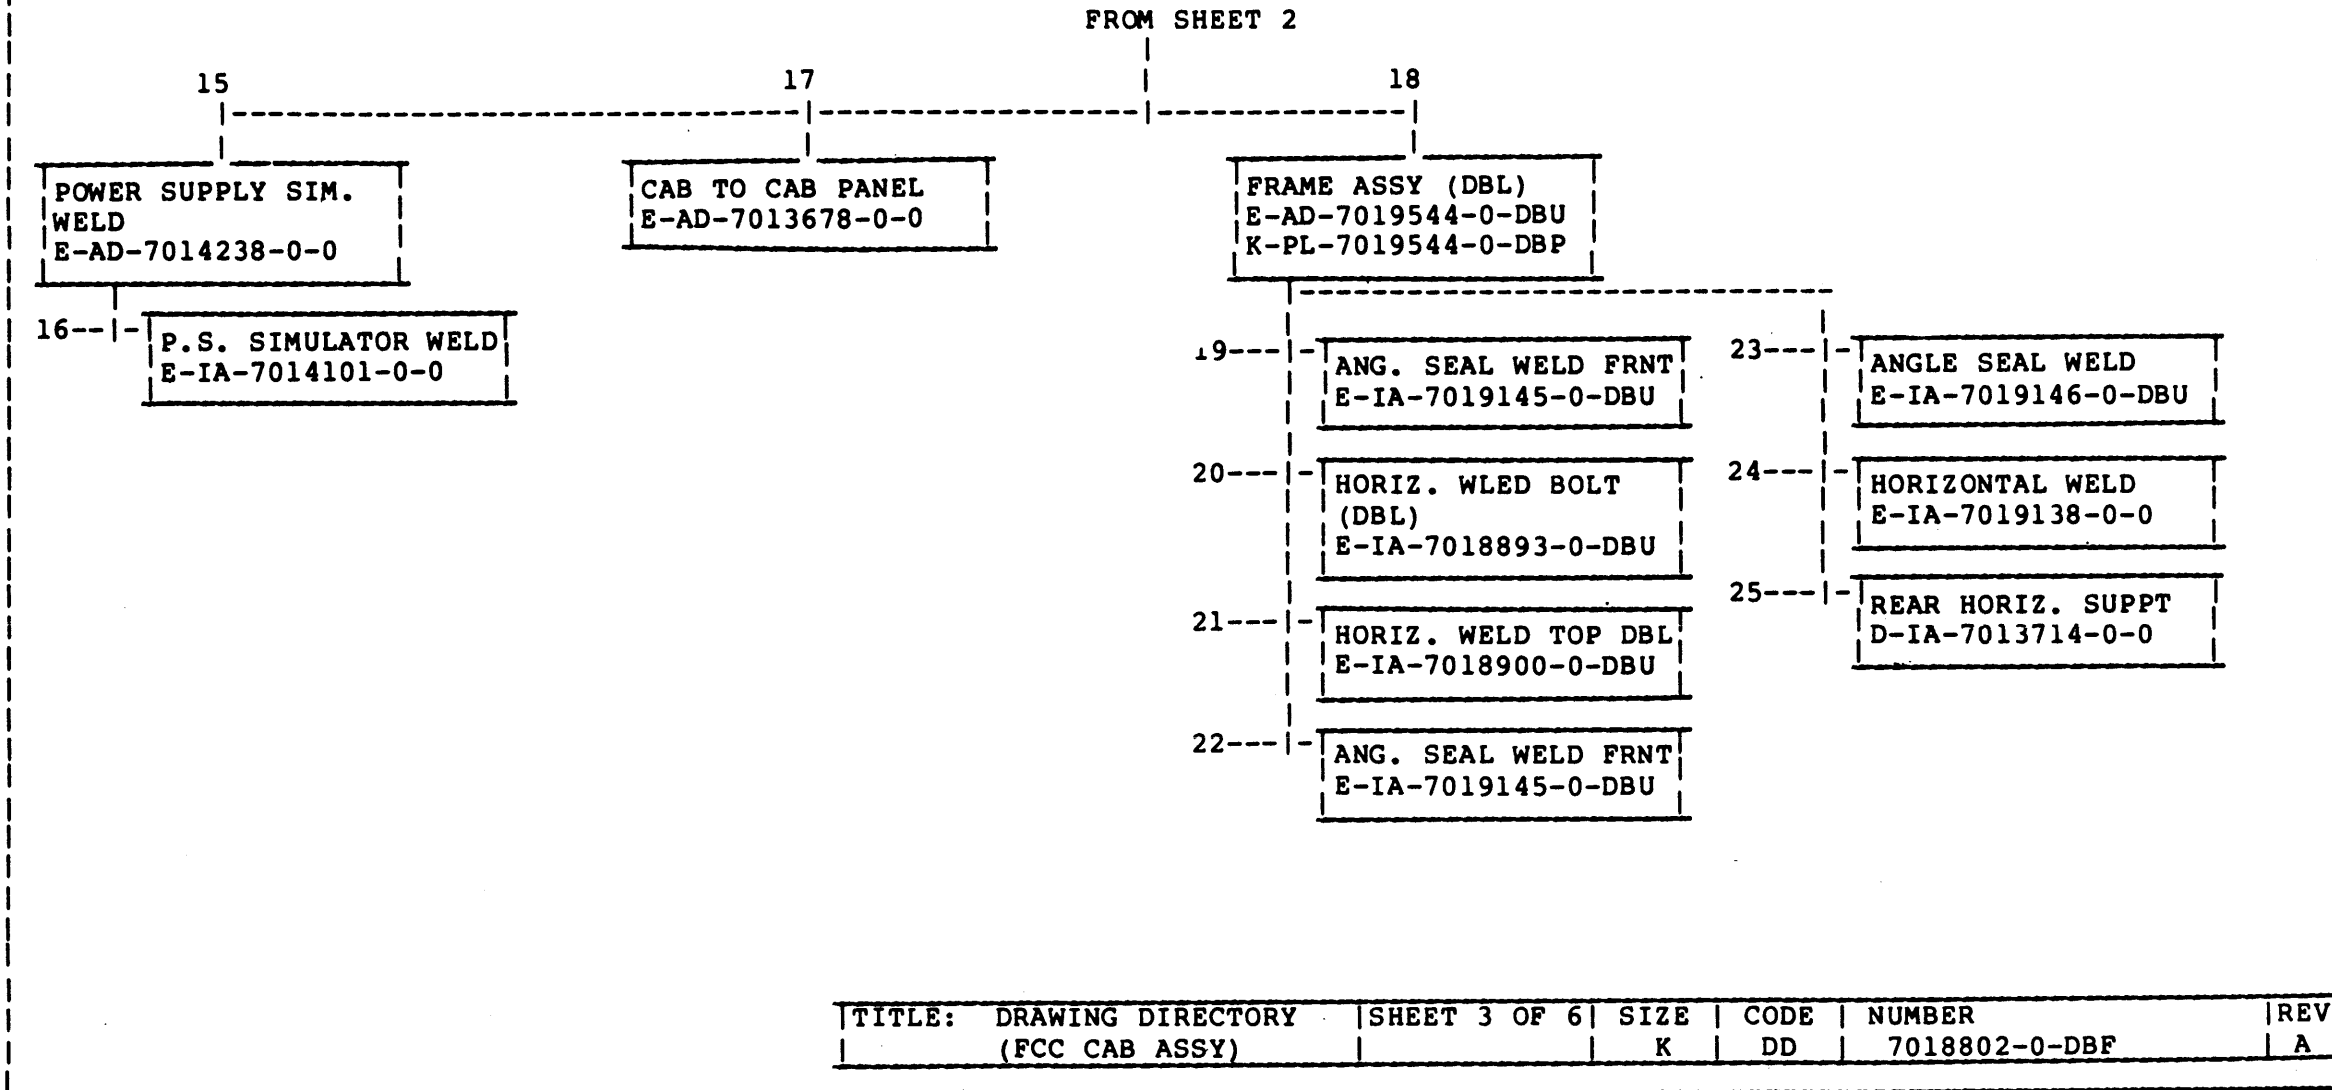 FROM SHEET 2
15
17
18
POWER SUPPLY SIM.
WELD
E-AD-7014238-0-0
CAB TO CAB PANEL
E-AD-7013678-0-0
FRAME ASSY (DBL)
E-AD-7019544-0-DBU
K-PL-7019544-0-DBP
16
P.S. SIMULATOR WELD
E-IA-7014101-0-0
19
ANG. SEAL WELD FRNT
E-IA-7019145-0-DBU
20
HORIZ. WLED BOLT
(DBL)
E-IA-7018893-0-DBU
21
HORIZ. WELD TOP DBL
E-IA-7018900-0-DBU
22
ANG. SEAL WELD FRNT
E-IA-7019145-0-DBU
23
ANGLE SEAL WELD
E-IA-7019146-0-DBU
24
HORIZONTAL WELD
E-IA-7019138-0-0
25
REAR HORIZ. SUPPT
D-IA-7013714-0-0
TITLE: DRAWING DIRECTORY SHEET 3 OF 6 SIZE CODE NUMBER REV
(FCC CAB ASSY) K DD 7018802-0-DBF A